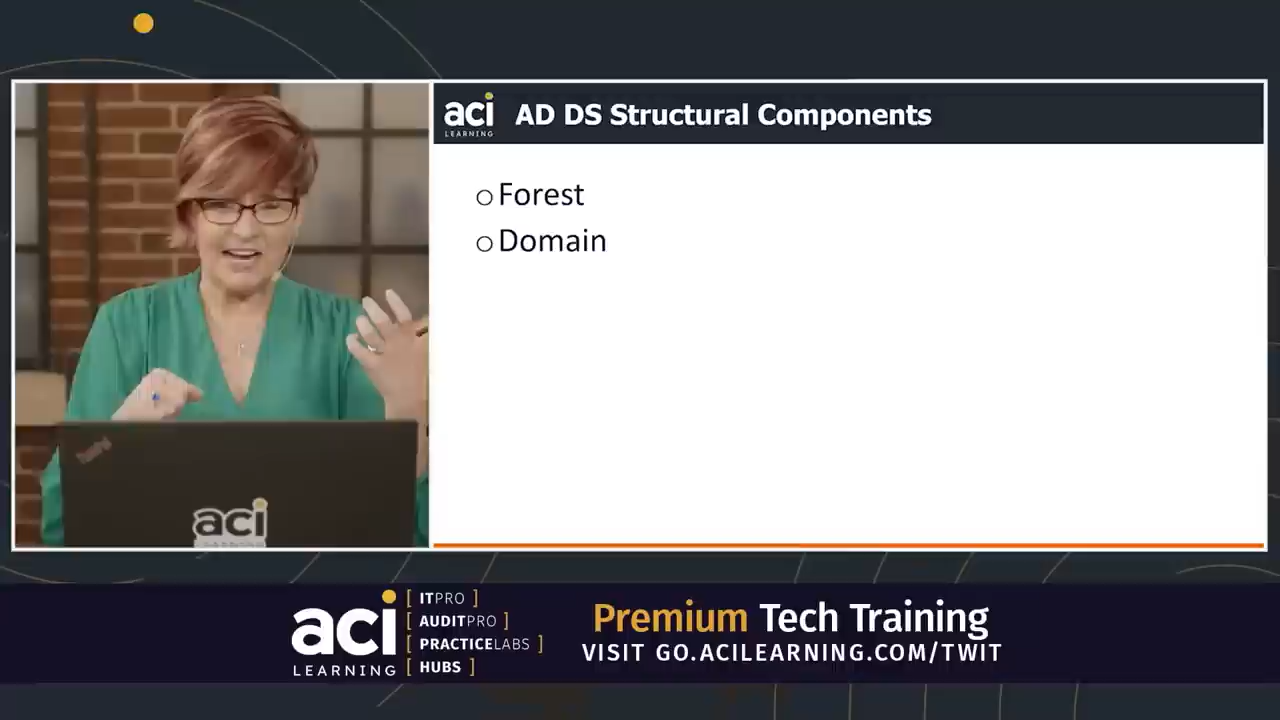 aci
LEARNING
AD DS Structural Components
Forest
Domain
aci
aci
LEARNING
[ ITPRO ]
[ AUDITPRO ]
[ PRACTICELABS ]
[ HUBS ]
Premium Tech Training
VISIT GO.ACILEARNING.COM/TWIT